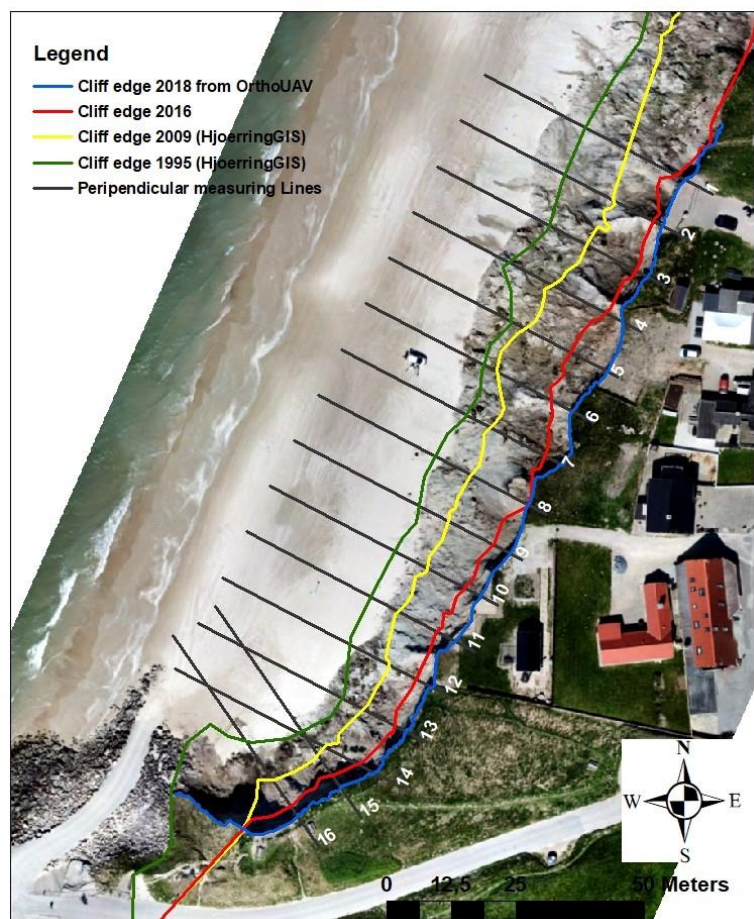 Legend
Cliff edge 2018 from OrthoUAV
Cliff edge 2016
Cliff edge 2009 (HjoerringGIS)
Cliff edge 1995 (HjoerringGIS)
Peripendicular measuring Lines
1
2
3
4
5
6
7
8
9
10
11
12
13
14
15
16
N
W E
S
0 12,5 25 50 Meters